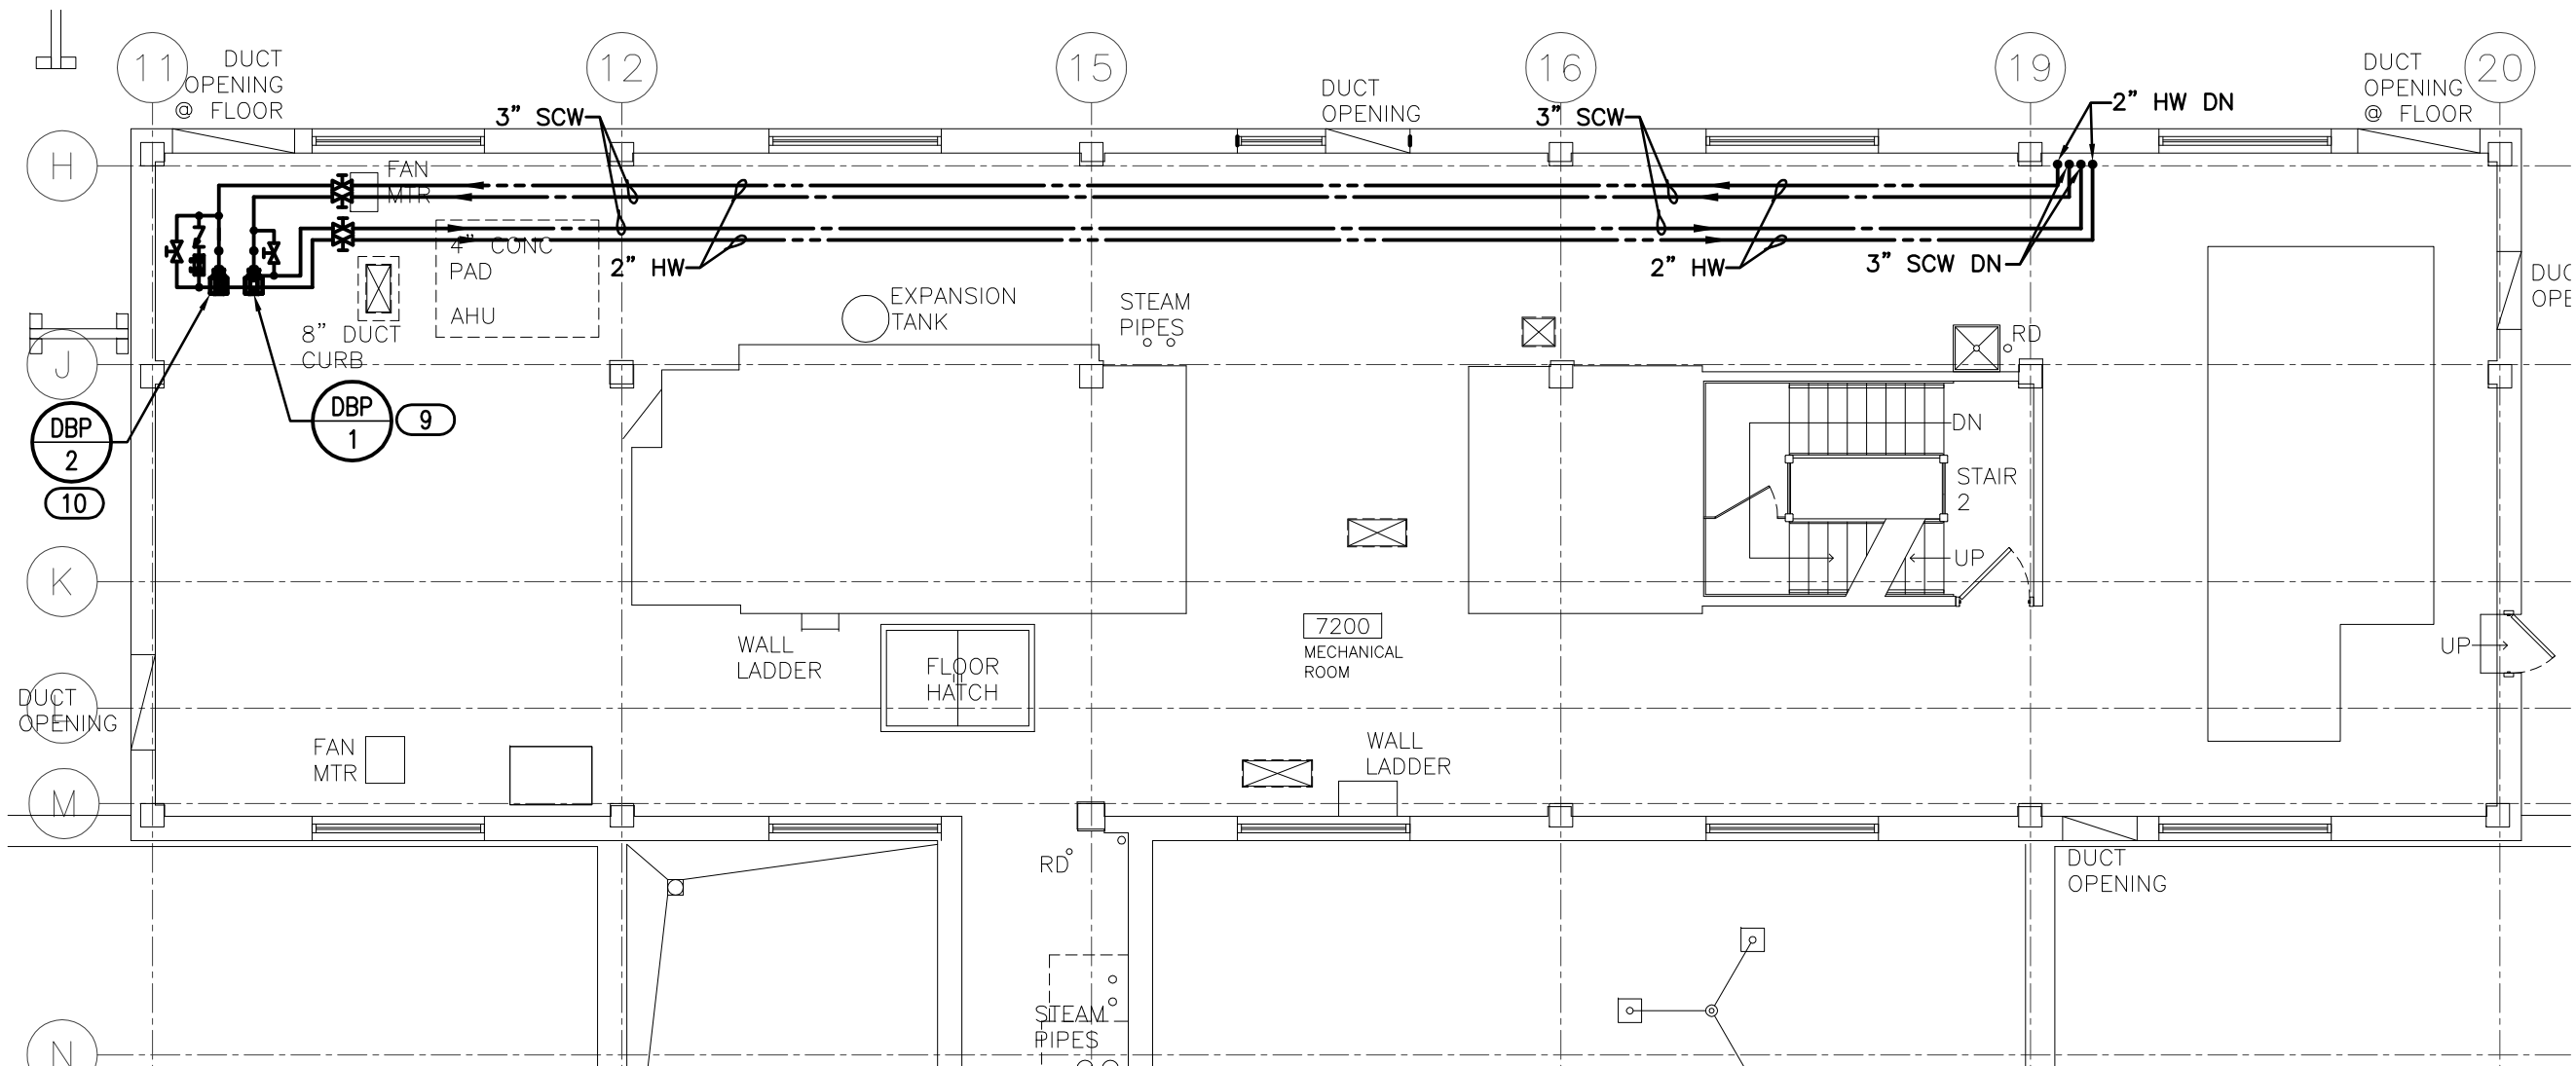 11
12
15
16
19
20
DUCT
OPENING
@ FLOOR
3” SCW
DUCT
OPENING
3” SCW
2” HW DN
DUCT
OPENING
@ FLOOR
H
FAN
MTR
4” CONC
PAD
AHU
2” HW
2” HW
3” SCW DN
DUC
OPE
8” DUCT
CURB
EXPANSION
TANK
STEAM
PIPES
RD
J
DBP
2
10
DBP
1
9
DN
STAIR
2
UP
K
7200
MECHANICAL
ROOM
WALL
LADDER
FLOOR
HATCH
UP
DUCT
OPENING
L
FAN
MTR
WALL
LADDER
M
RD
DUCT
OPENING
STEAM
PIPES
N